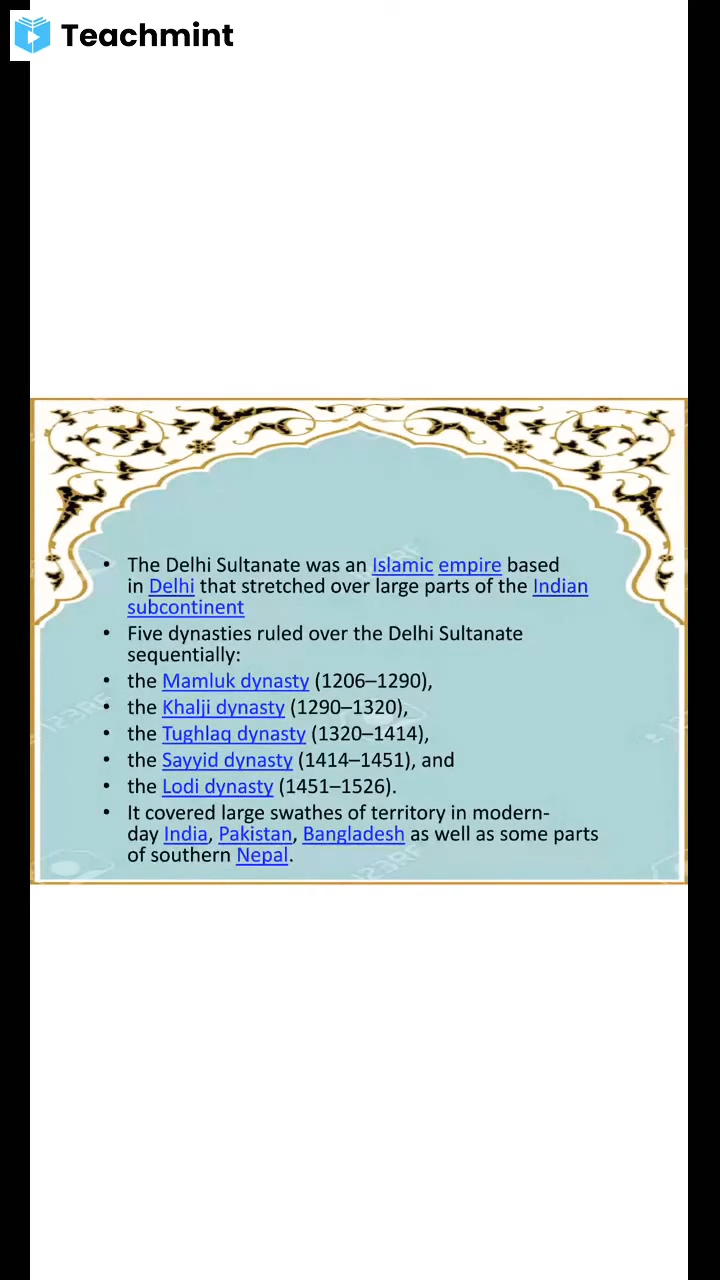 Teachmint
• The Delhi Sultanate was an Islamic empire based
in Delhi that stretched over large parts of the Indian
subcontinent
• Five dynasties ruled over the Delhi Sultanate
sequentially:
• the Mamluk dynasty (1206–1290),
• the Khalji dynasty (1290–1320),
• the Tughlaq dynasty (1320–1414),
• the Sayyid dynasty (1414–1451), and
• the Lodi dynasty (1451–1526).
• It covered large swathes of territory in modern-
day India, Pakistan, Bangladesh as well as some parts
of southern Nepal.